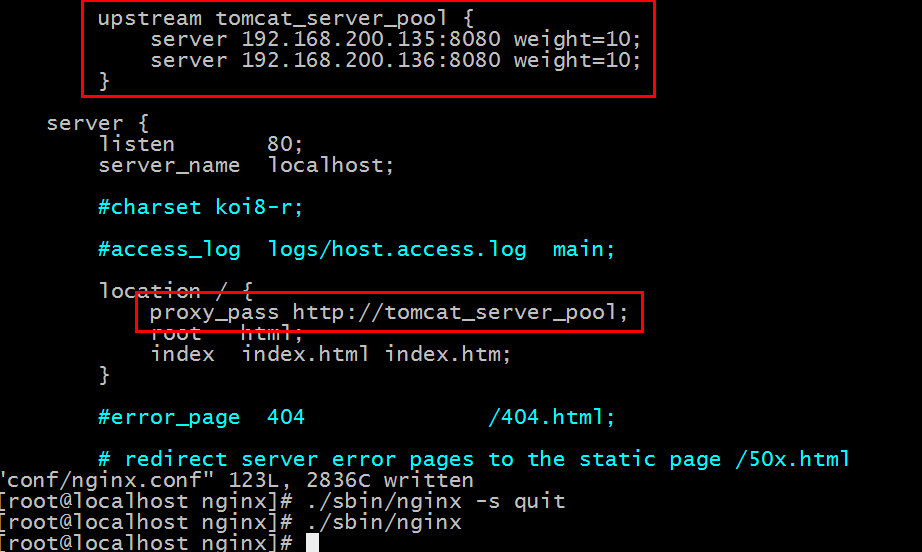 upstream tomcat_server_pool {
server 192.168.200.135:8080 weight=10;
server 192.168.200.136:8080 weight=10;
}
server {
listen 80;
server_name localhost;
#charset koi8-r;
#access_log logs/host.access.log main;
location / {
proxy_pass http://tomcat_server_pool;
root html;
index index.html index.htm;
}
#error_page 404 /404.html;
# redirect server error pages to the static page /50x.html
"conf/nginx.conf" 123L, 2836C written
[root@localhost nginx]# ./sbin/nginx -s quit
[root@localhost nginx]# ./sbin/nginx
[root@localhost nginx]#